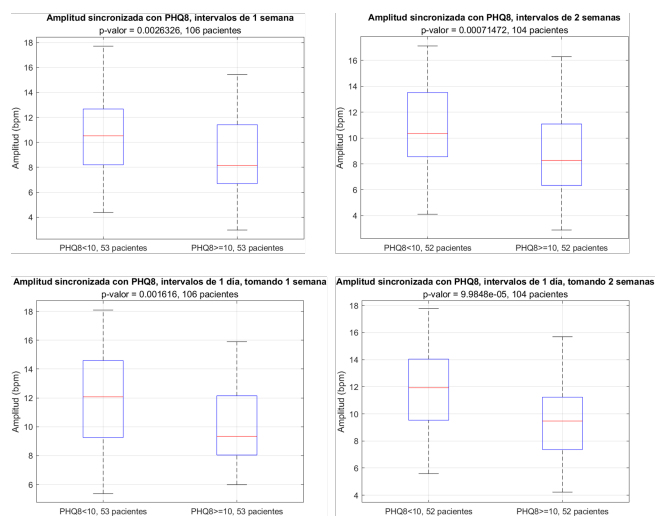 Amplitud sincronizada con PHQ8, intervalos de 1 semana
p-valor = 0.0026326, 106 pacientes
18
16
14
12
10
8
6
4
Amplitud (bpm)
PHQ8<10, 53 pacientes
PHQ8>=10, 53 pacientes
Amplitud sincronizada con PHQ8, intervalos de 2 semanas
p-valor = 0.00071472, 104 pacientes
16
14
12
10
8
6
4
Amplitud (bpm)
PHQ8<10, 52 pacientes
PHQ8>=10, 52 pacientes
Amplitud sincronizada con PHQ8, intervalos de 1 dia, tomando 1 semana
p-valor = 0.001616, 106 pacientes
18
16
14
12
10
8
6
Amplitud (bpm)
PHQ8<10, 53 pacientes
PHQ8>=10, 53 pacientes
Amplitud sincronizada con PHQ8, intervalos de 1 dia, tomando 2 semanas
p-valor = 9.9848e-05, 104 pacientes
18
16
14
12
10
8
6
4
Amplitud (bpm)
PHQ8<10, 52 pacientes
PHQ8>=10, 52 pacientes